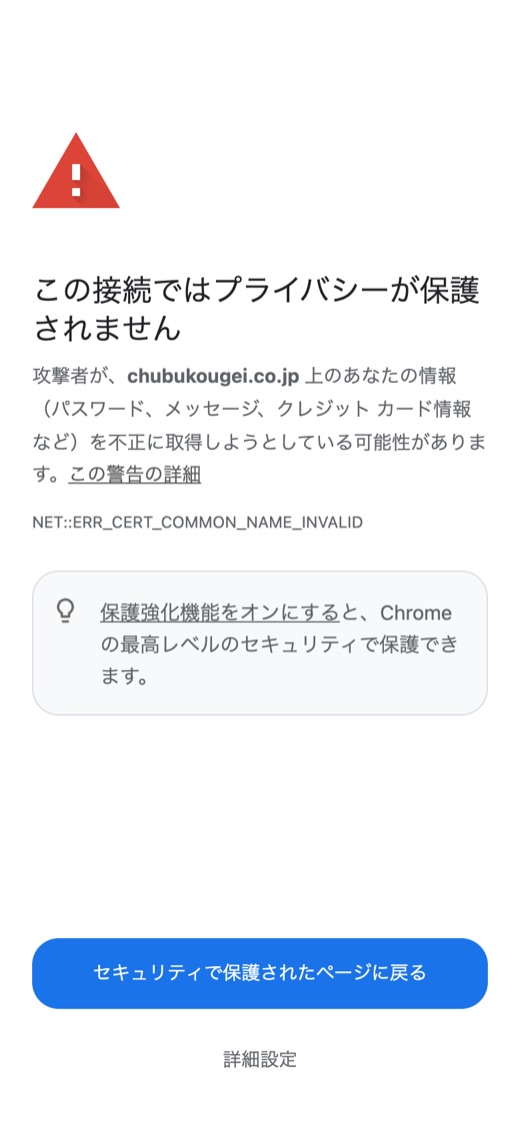 この接続ではプライバシーが保護
されません
攻撃者が、chubukougei.co.jp 上のあなたの情報
（パスワード、メッセージ、クレジット カード情報
など）を不正に取得しようとしている可能性がありま
す。この警告の詳細
NET::ERR_CERT_COMMON_NAME_INVALID
保護強化機能をオンにすると、Chrome
の最高レベルのセキュリティで保護でき
ます。
セキュリティで保護されたページに戻る
詳細設定